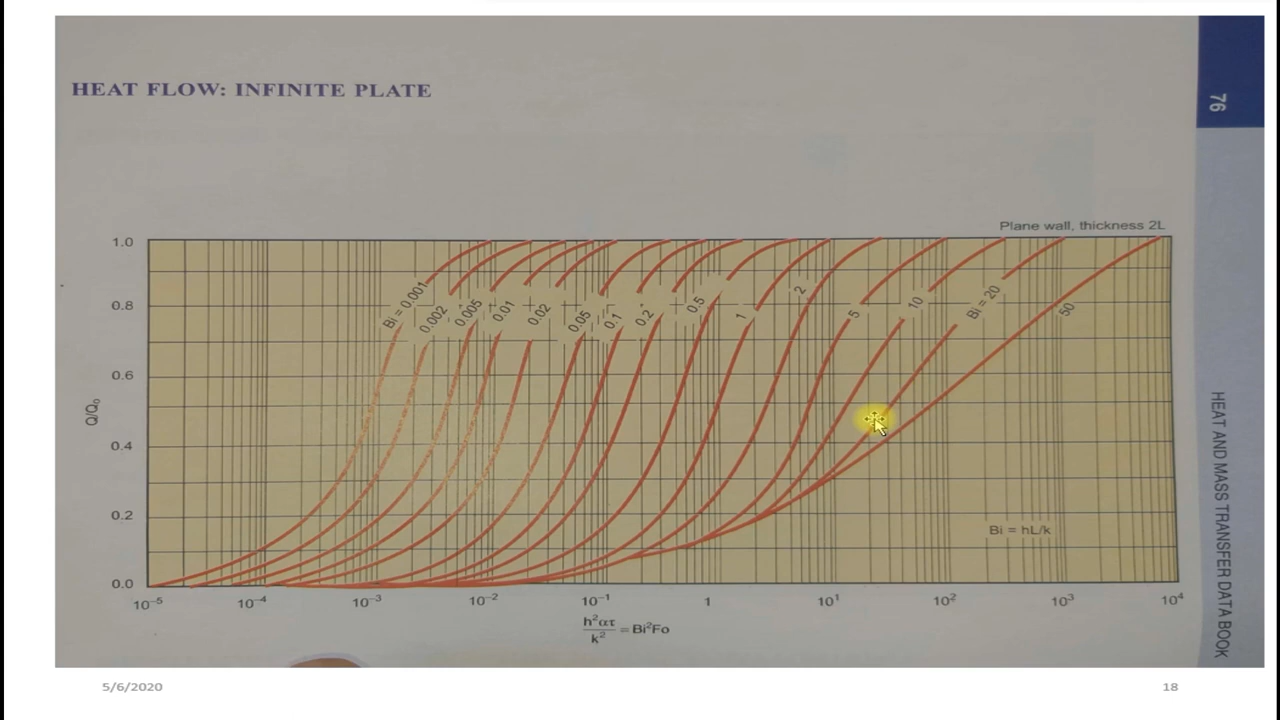 HEAT FLOW: INFINITE PLATE
76
Plane wall, thickness 2L
1.0
0.8
0.6
0.4
0.2
0.0
Q/Q₀
Bi = 0.001
0.002
0.005
0.01
0.02
0.05
0.1
0.2
0.5
1
2
5
10
Bi = 20
50
Bi = hL/k
10⁻⁵ 10⁻⁴ 10⁻³ 10⁻² 10⁻¹ 1 10¹ 10² 10³ 10⁴
h²ατ/k² = Bi²Fo
HEAT AND MASS TRANSFER DATA BOOK
5/6/2020
18